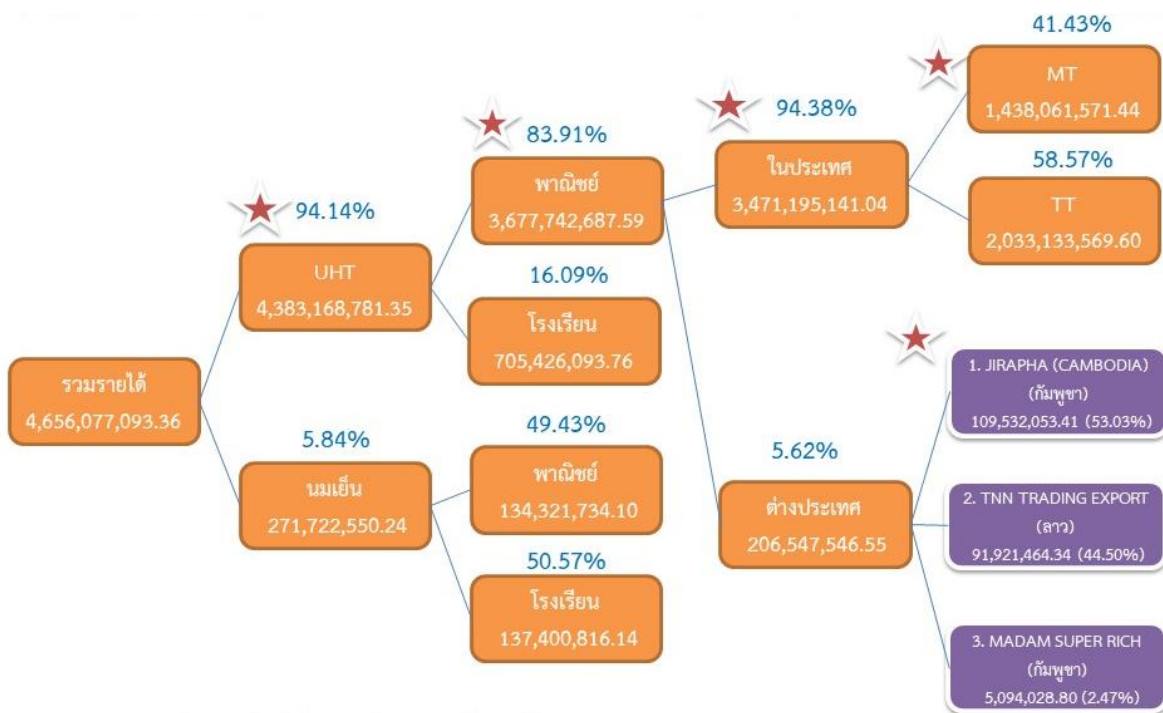 รวมรายได้
4,656,077,093.36
94.14%
UHT
4,383,168,781.35
5.84%
นมเย็น
271,722,550.24
83.91%
พาณิชย์
3,677,742,687.59
16.09%
โรงเรียน
705,426,093.76
49.43%
พาณิชย์
134,321,734.10
50.57%
โรงเรียน
137,400,816.14
94.38%
ในประเทศ
3,471,195,141.04
5.62%
ต่างประเทศ
206,547,546.55
41.43%
MT
1,438,061,571.44
58.57%
TT
2,033,133,569.60
1. JIRAPHA (CAMBODIA)
(กัมพูชา)
109,532,053.41 (53.03%)
2. TNN TRADING EXPORT
(ลาว)
91,921,464.34 (44.50%)
3. MADAM SUPER RICH
(กัมพูชา)
5,094,028.80 (2.47%)